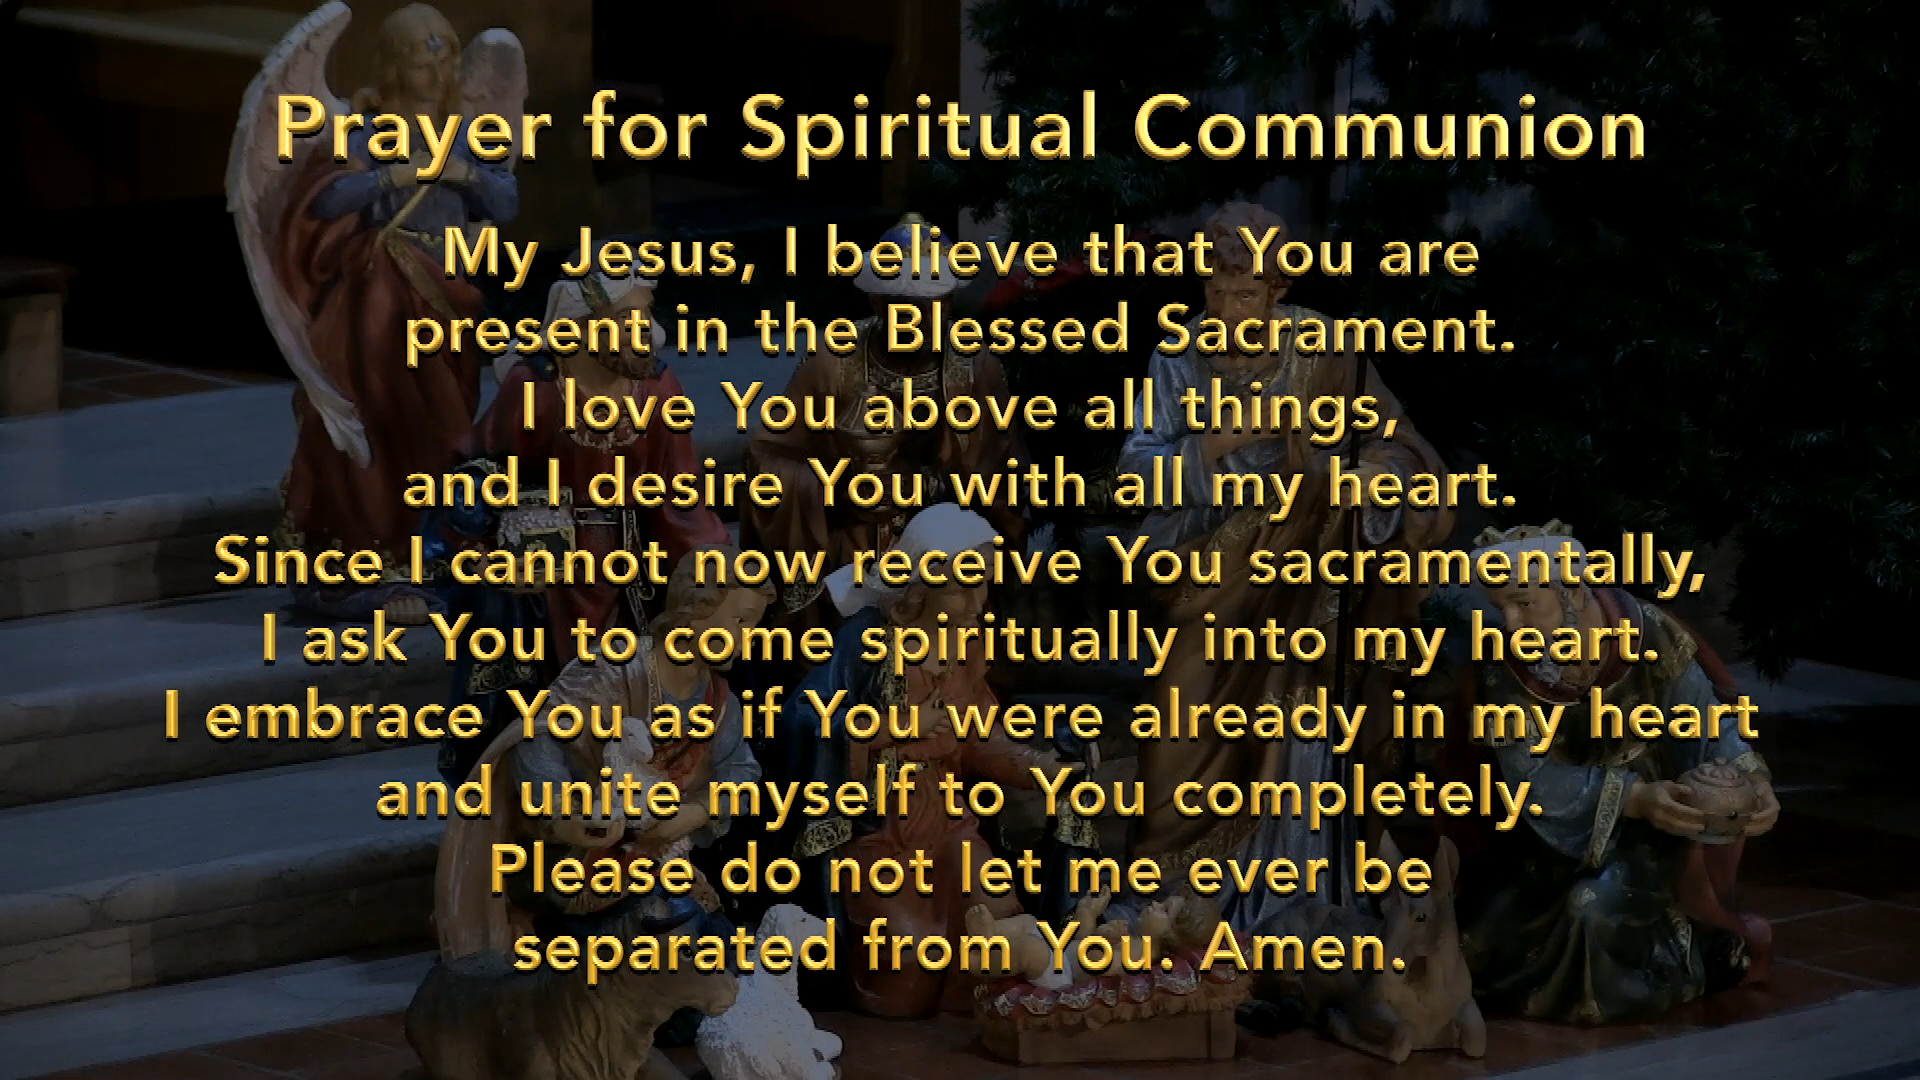 Prayer for Spiritual Communion
My Jesus, I believe that You are
present in the Blessed Sacrament.
I love You above all things,
and I desire You with all my heart.
Since I cannot now receive You sacramentally,
I ask You to come spiritually into my heart.
I embrace You as if You were already in my heart
and unite myself to You completely.
Please do not let me ever be
separated from You. Amen.